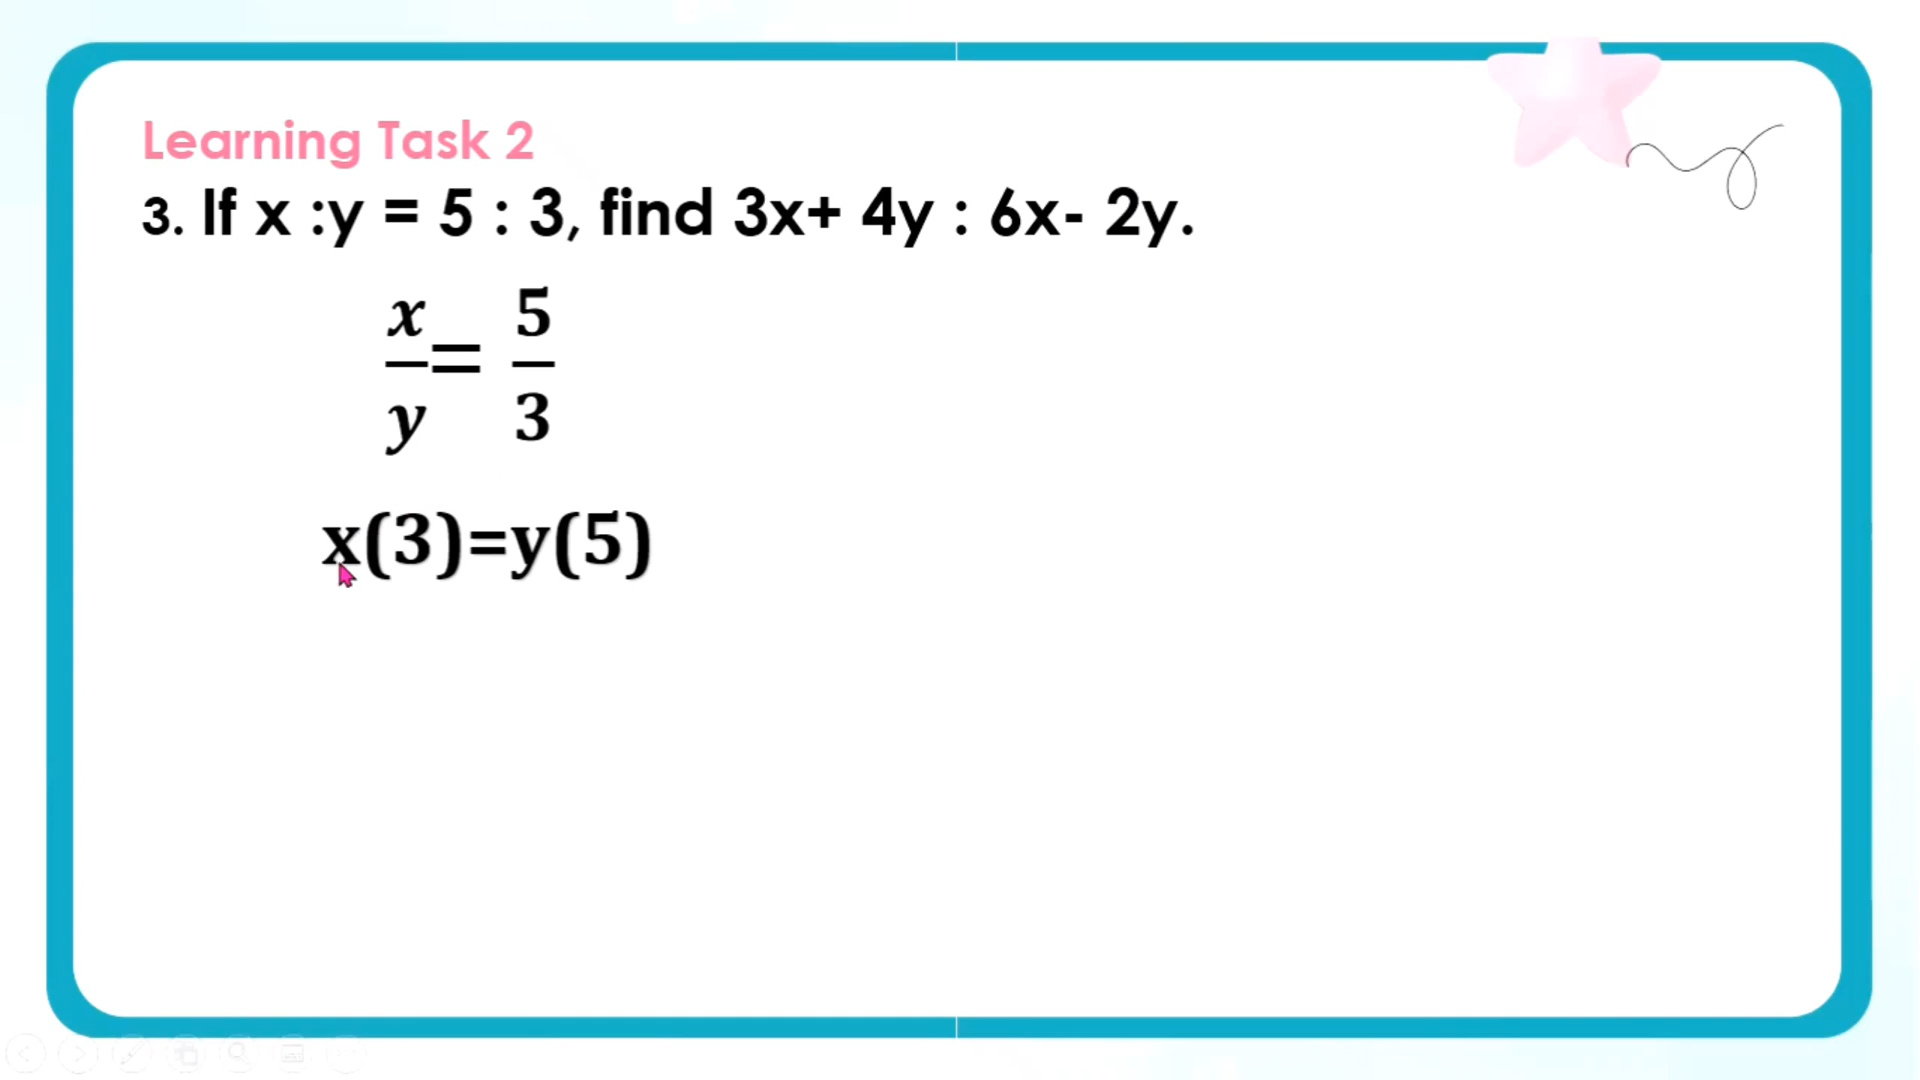 Learning Task 2
3. If x :y = 5 : 3, find 3x+ 4y : 6x- 2y.
x/y= 5/3
x(3)=y(5)